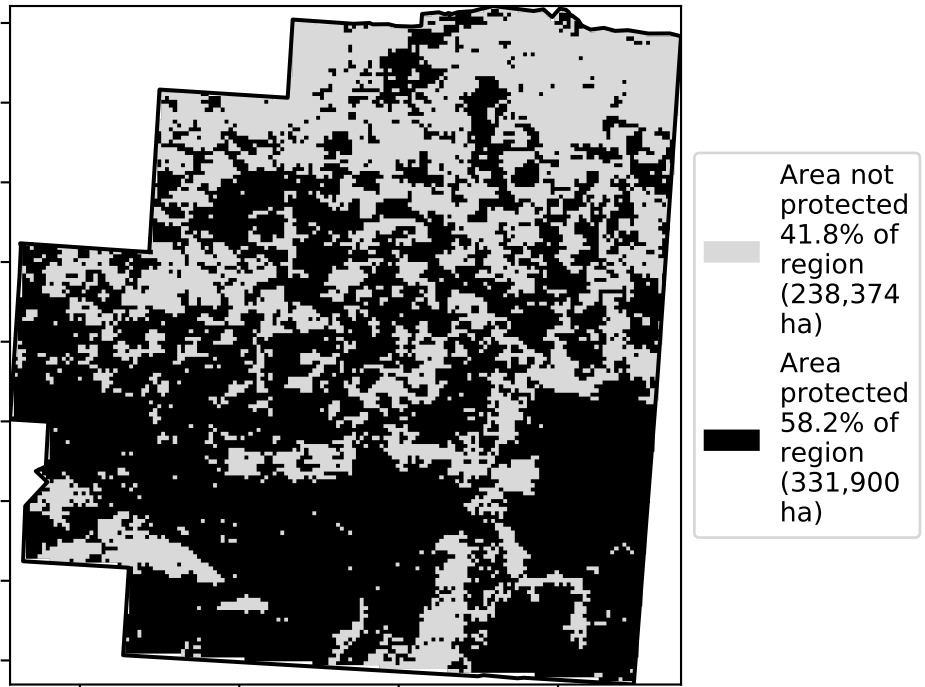 Area not
protected
41.8% of
region
(238,374
ha)
Area
protected
58.2% of
region
(331,900
ha)